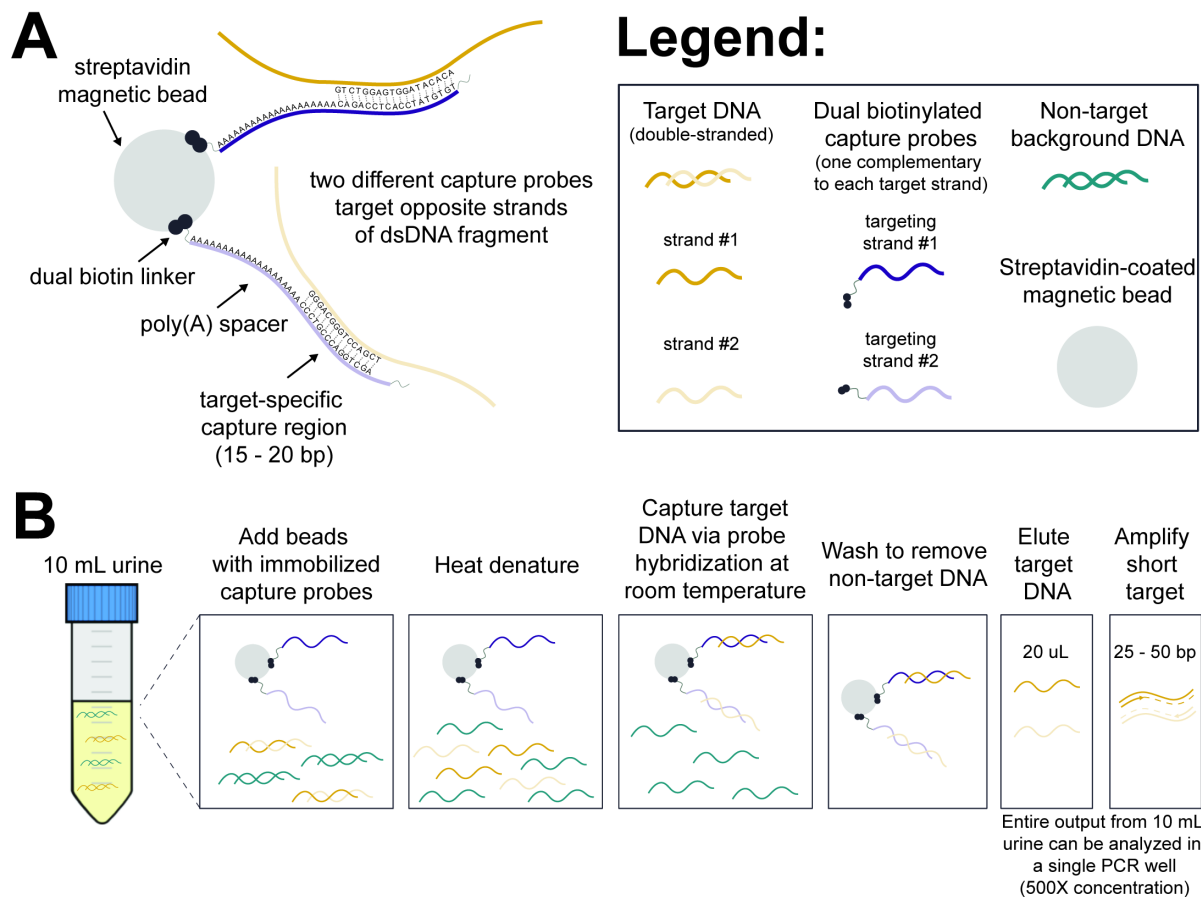 A
Legend:
streptavidin
magnetic bead
GTCTGGAGTGGATACACA
AAAAAAAAAAAAAAAAAAAACAGACCTCACCTATGTGT
two different capture probes
target opposite strands
of dsDNA fragment
dual biotin linker
AAAAAAAAAAAAAAAAAAAACCCTGCCCAGGTCGA
GGGACGGGTCCAGCT
poly(A) spacer
target-specific
capture region
(15 - 20 bp)
Target DNA
(double-stranded)
Dual biotinylated
capture probes
(one complementary
to each target strand)
Non-target
background DNA
strand #1
targeting
strand #1
Streptavidin-coated
magnetic bead
strand #2
targeting
strand #2
B
10 mL urine
Add beads
with immobilized
capture probes
Heat denature
Capture target
DNA via probe
hybridization at
room temperature
Wash to remove
non-target DNA
Elute
target
DNA
Amplify
short
target
20 uL
25 - 50 bp
Entire output from 10 mL
urine can be analyzed in
a single PCR well
(500X concentration)